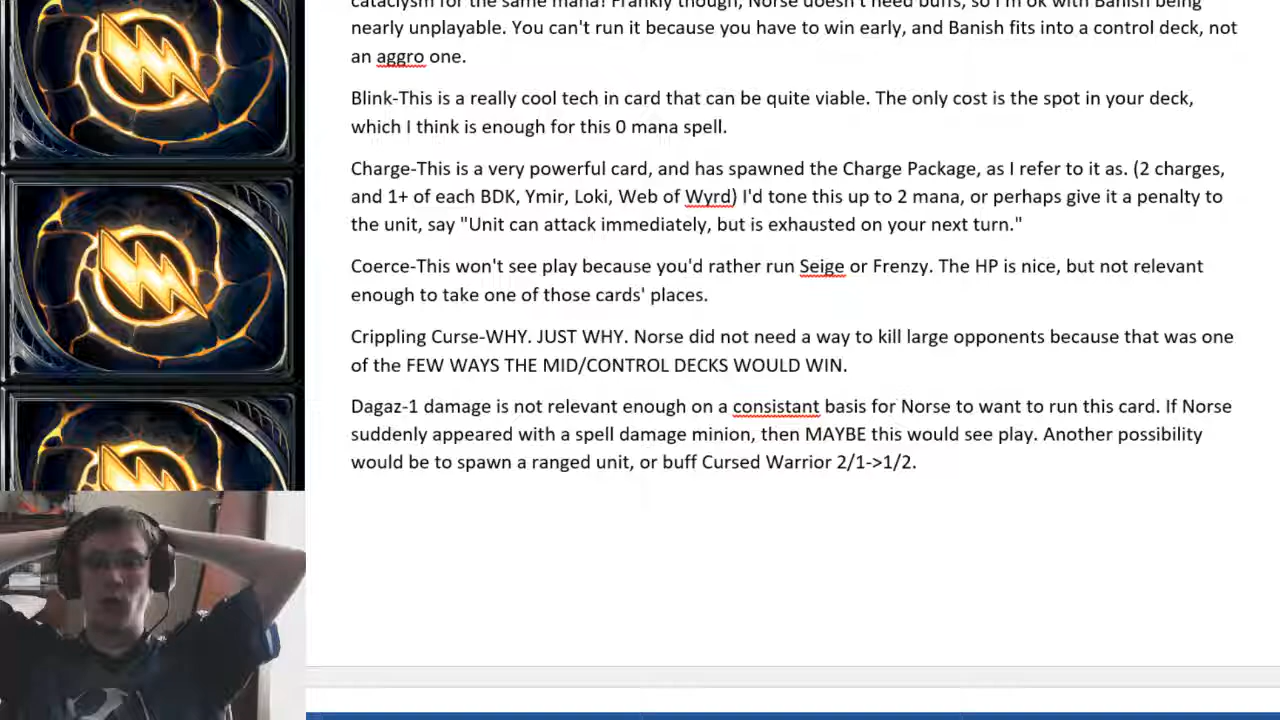 cataclysm for the same mana! Frankly though, Norse doesn't need buffs, so I'm ok with Banish being
nearly unplayable. You can't run it because you have to win early, and Banish fits into a control deck, not
an aggro one.
Blink-This is a really cool tech in card that can be quite viable. The only cost is the spot in your deck,
which I think is enough for this 0 mana spell.
Charge-This is a very powerful card, and has spawned the Charge Package, as I refer to it as. (2 charges,
and 1+ of each BDK, Ymir, Loki, Web of Wyrd) I'd tone this up to 2 mana, or perhaps give it a penalty to
the unit, say "Unit can attack immediately, but is exhausted on your next turn."
Coerce-This won't see play because you'd rather run Seige or Frenzy. The HP is nice, but not relevant
enough to take one of those cards' places.
Crippling Curse-WHY. JUST WHY. Norse did not need a way to kill large opponents because that was one
of the FEW WAYS THE MID/CONTROL DECKS WOULD WIN.
Dagaz-1 damage is not relevant enough on a consistant basis for Norse to want to run this card. If Norse
suddenly appeared with a spell damage minion, then MAYBE this would see play. Another possibility
would be to spawn a ranged unit, or buff Cursed Warrior 2/1->1/2.